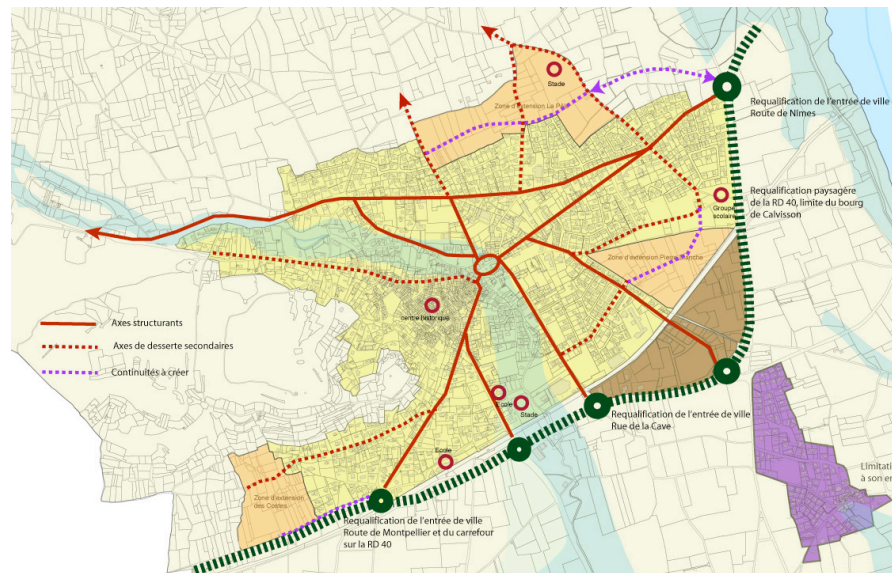 Stade
Zone d'extension La
Requalification de l'entrée de ville
Route de Nîmes
Requalification paysagère
de la RD 40, limite du bourg
de Calvisson
Groupe
scolaire
Zone d'extension Pierre Blanche
centre historique
Axes structurants
Axes de desserte secondaires
Continuités à créer
Ecole
Stade
Requalification de l'entrée de ville
Rue de la Cave
Ecole
Zone d'extension
des Costes
Requalification de l'entrée de ville
Route de Montpellier et du carrefour
sur la RD 40
Limitati
à son en